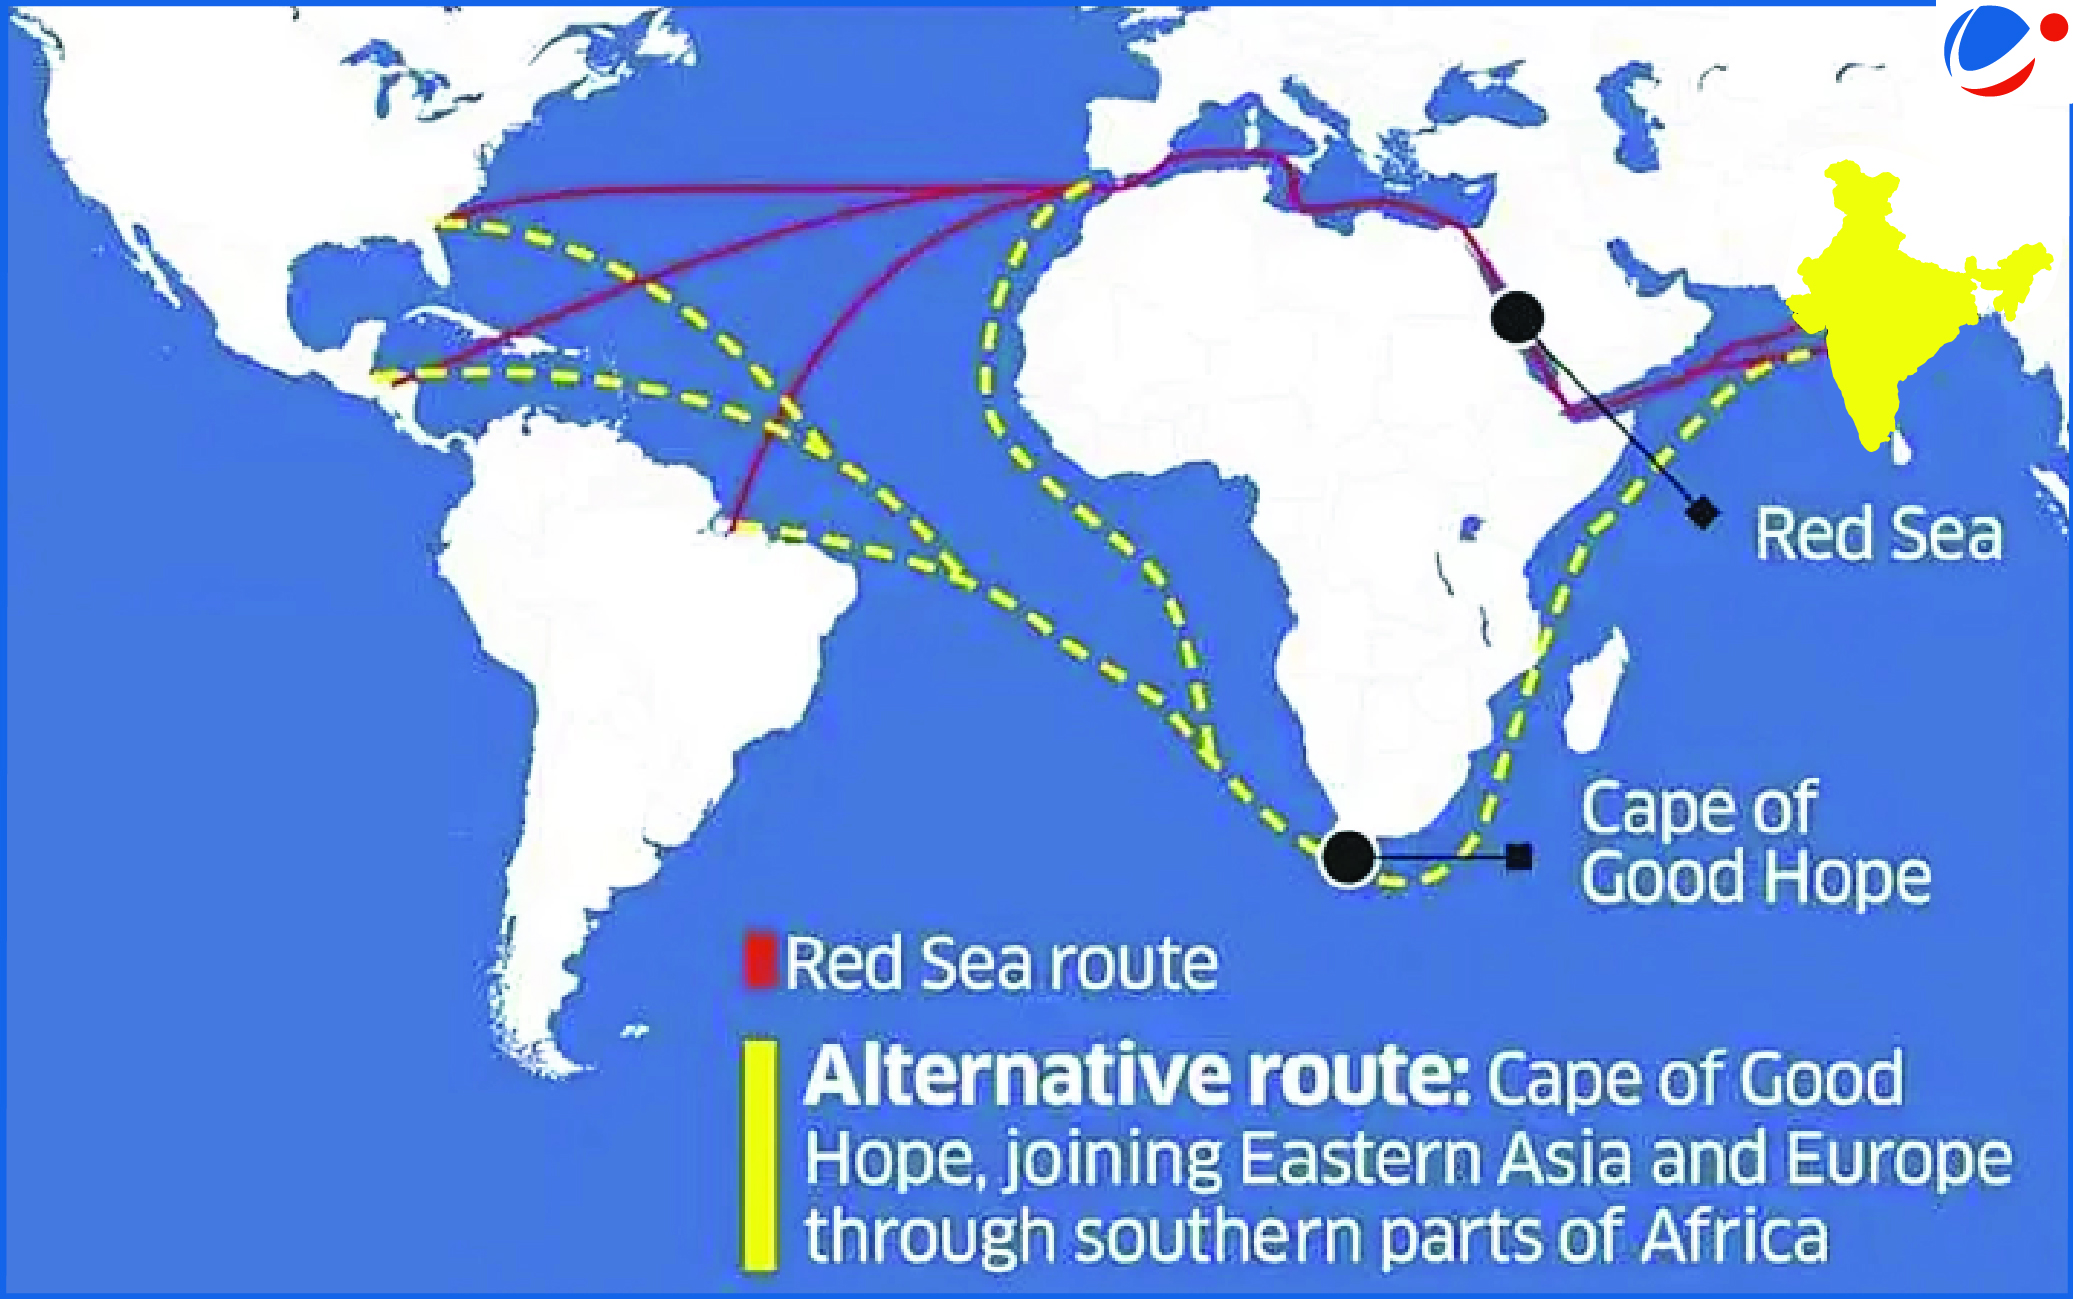 Red Sea
Cape of
Good Hope
Red Sea route
Alternative route: Cape of Good
Hope, joining Eastern Asia and Europe
through southern parts of Africa